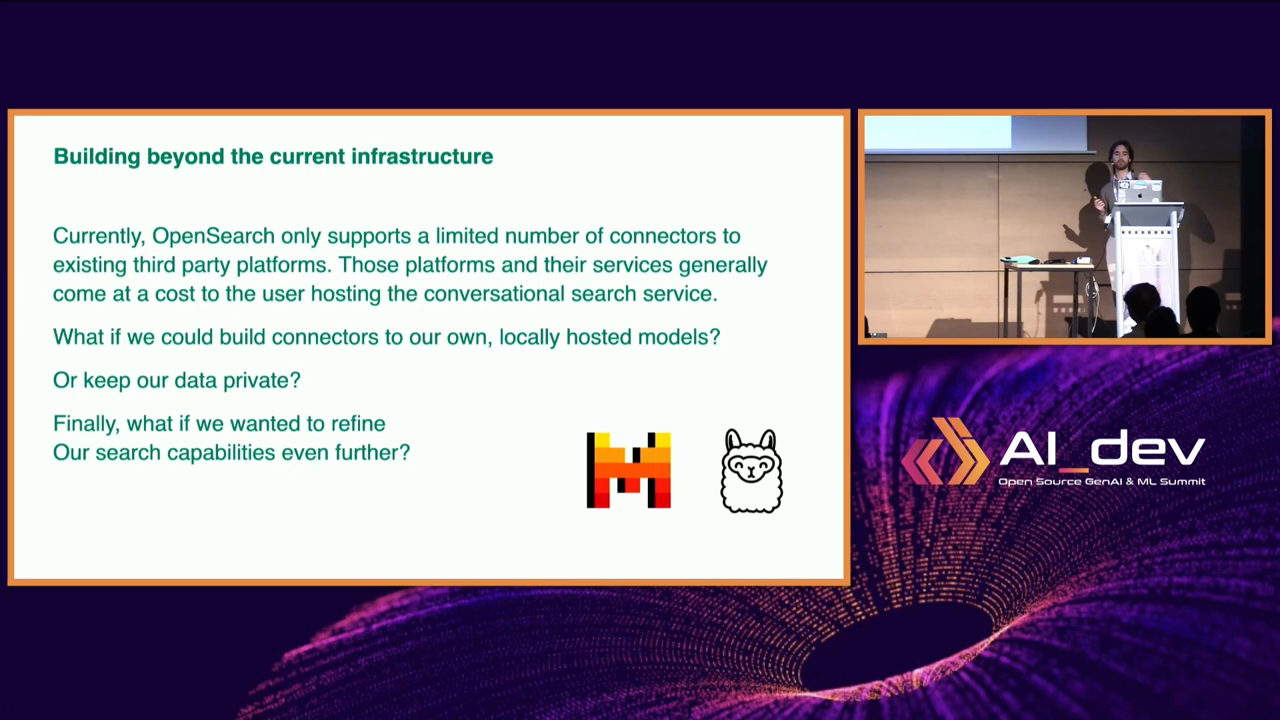 Building beyond the current infrastructure
Currently, OpenSearch only supports a limited number of connectors to
existing third party platforms. Those platforms and their services generally
come at a cost to the user hosting the conversational search service.
What if we could build connectors to our own, locally hosted models?
Or keep our data private?
Finally, what if we wanted to refine
Our search capabilities even further?
AI_dev
Open Source GenAI & ML Summit